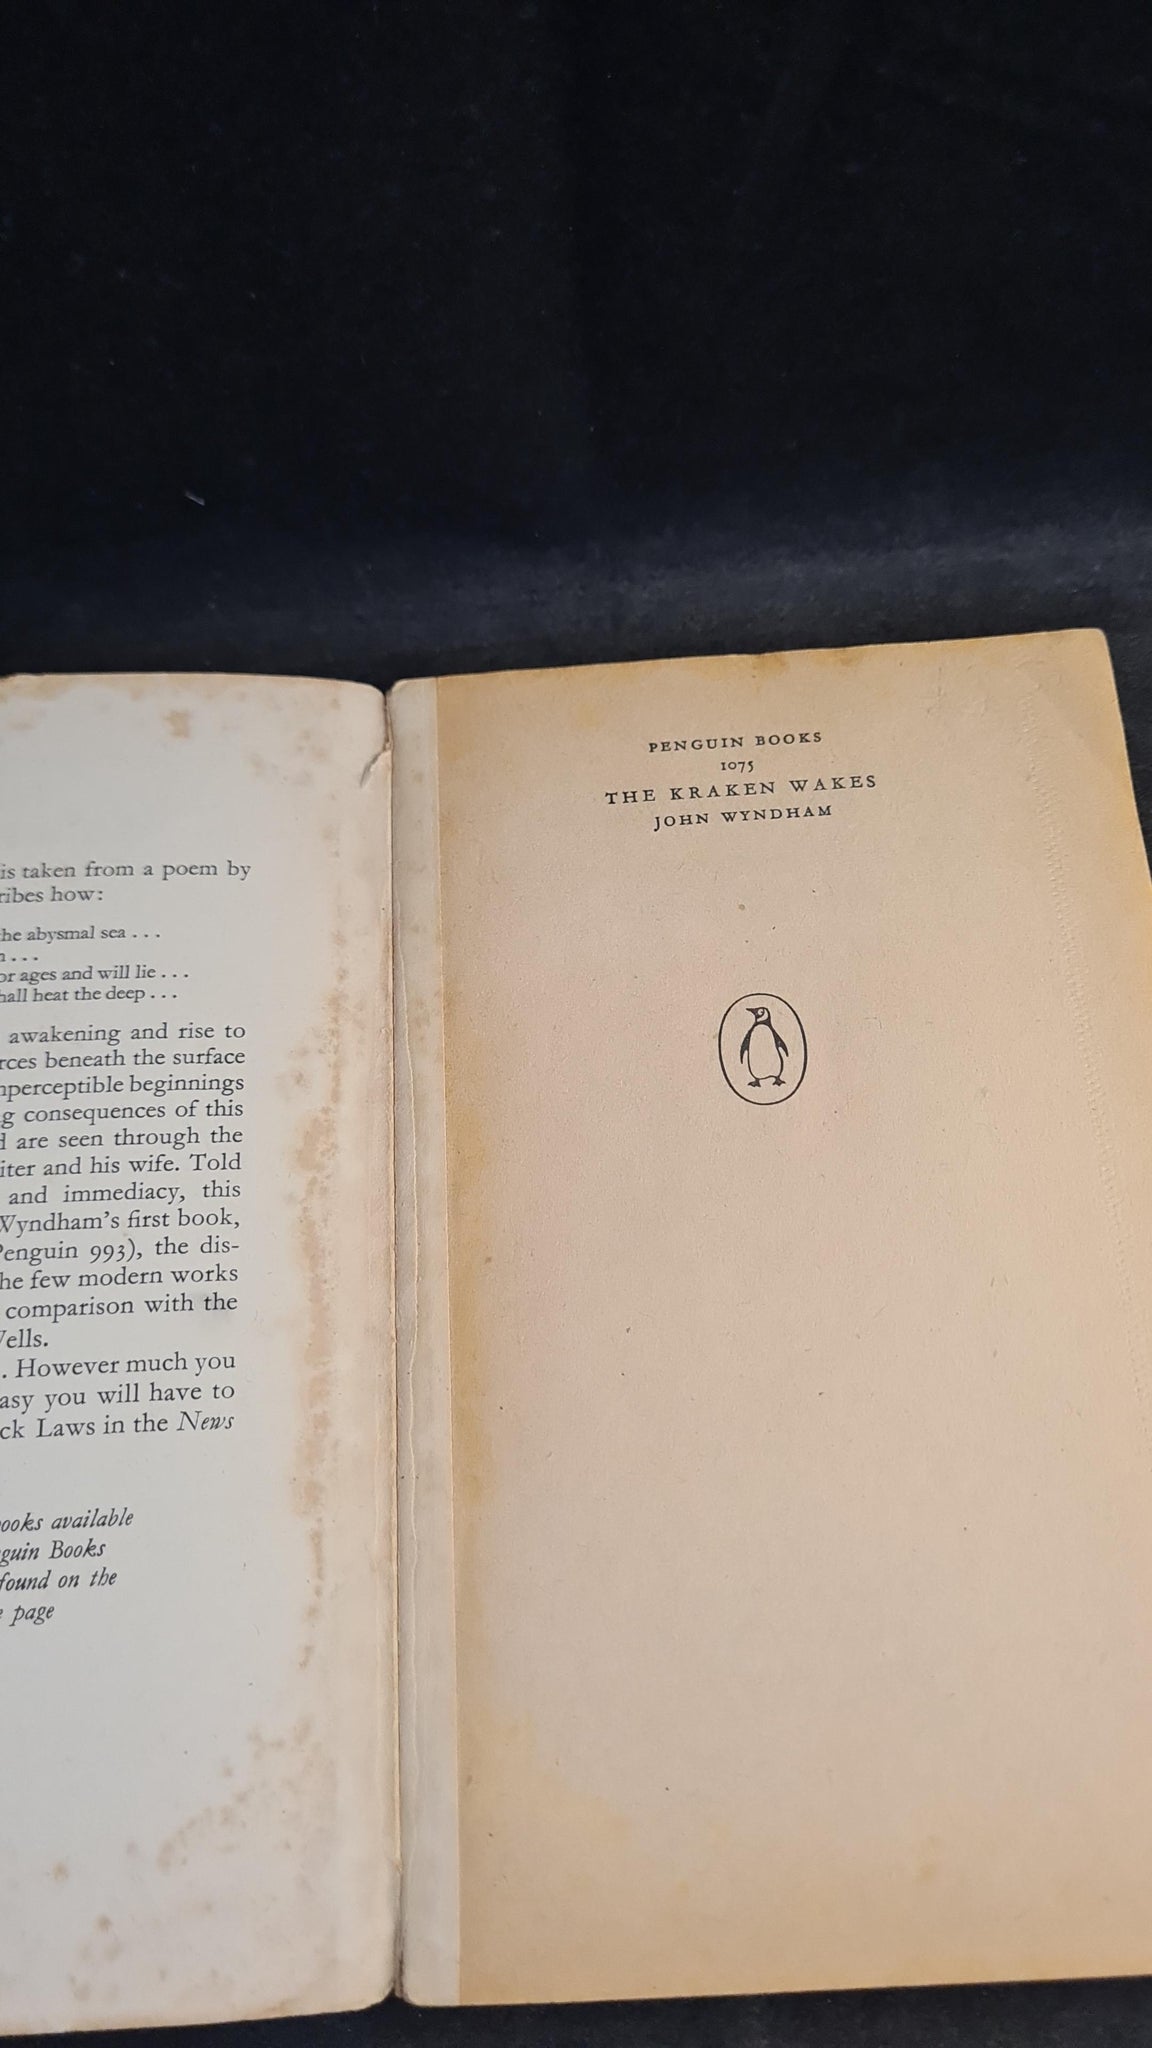 is taken from a poem by
ribes how:
he abysmal sea . . .
. . .
or ages and will lie . . .
hall heat the deep . . .
awakening and rise to
rces beneath the surface
mperceptible beginnings
g consequences of this
d are seen through the
iter and his wife. Told
and immediacy, this
Wyndham's first book,
Penguin 993), the dis-
he few modern works
comparison with the
Wells.
. However much you
asy you will have to
ck Laws in the News
ooks available
guin Books
found on the
e page
PENGUIN BOOKS
1075
THE KRAKEN WAKES
JOHN WYNDHAM